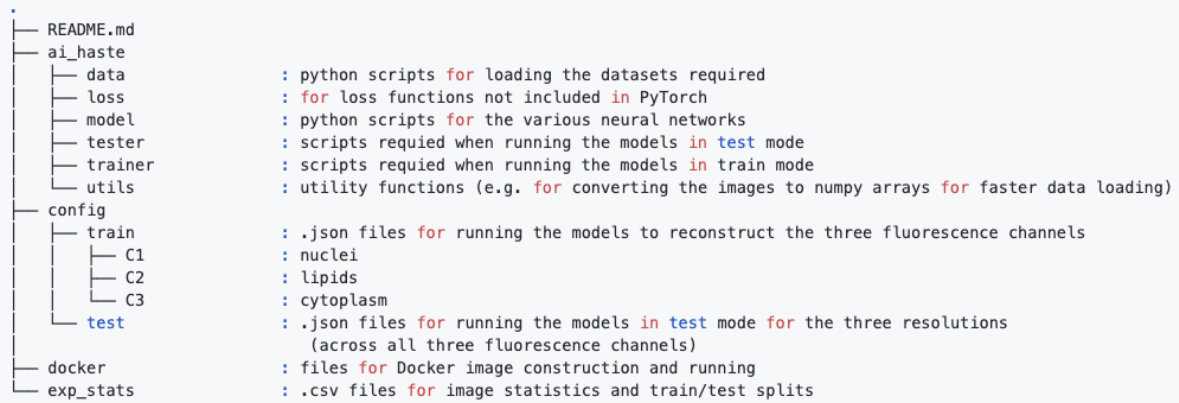 .
├── README.md
├── ai_haste
│   ├── data                : python scripts for loading the datasets required
│   ├── loss                : for loss functions not included in PyTorch
│   ├── model               : python scripts for the various neural networks
│   ├── tester              : scripts requied when running the models in test mode
│   ├── trainer             : scripts requied when running the models in train mode
│   └── utils               : utility functions (e.g. for converting the images to numpy arrays for faster data loading)
├── config
│   ├── train               : .json files for running the models to reconstruct the three fluorescence channels
│   │   ├── C1              : nuclei
│   │   ├── C2              : lipids
│   │   └── C3              : cytoplasm
│   └── test                : .json files for running the models in test mode for the three resolutions
│                              (across all three fluorescence channels)
├── docker                  : files for Docker image construction and running
└── exp_stats               : .csv files for image statistics and train/test splits